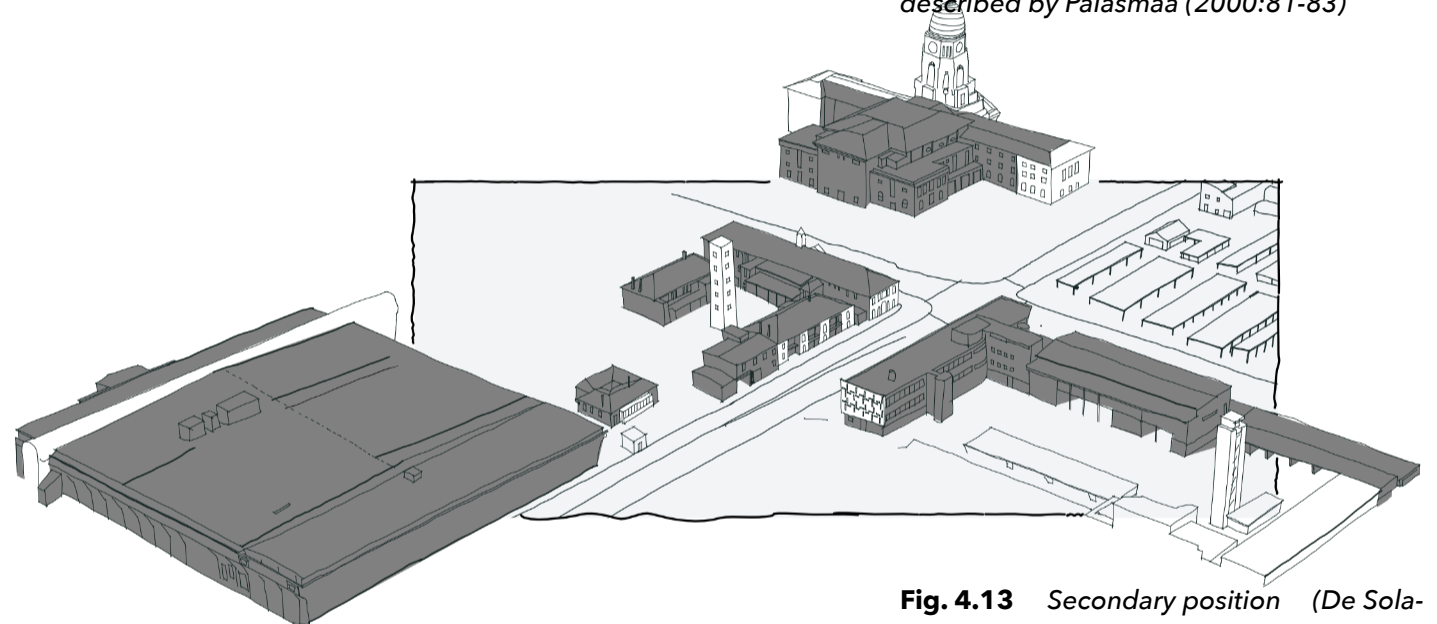 described by Palasmaa (2000:81-83)
Fig. 4.13 Secondary position (De Sola-